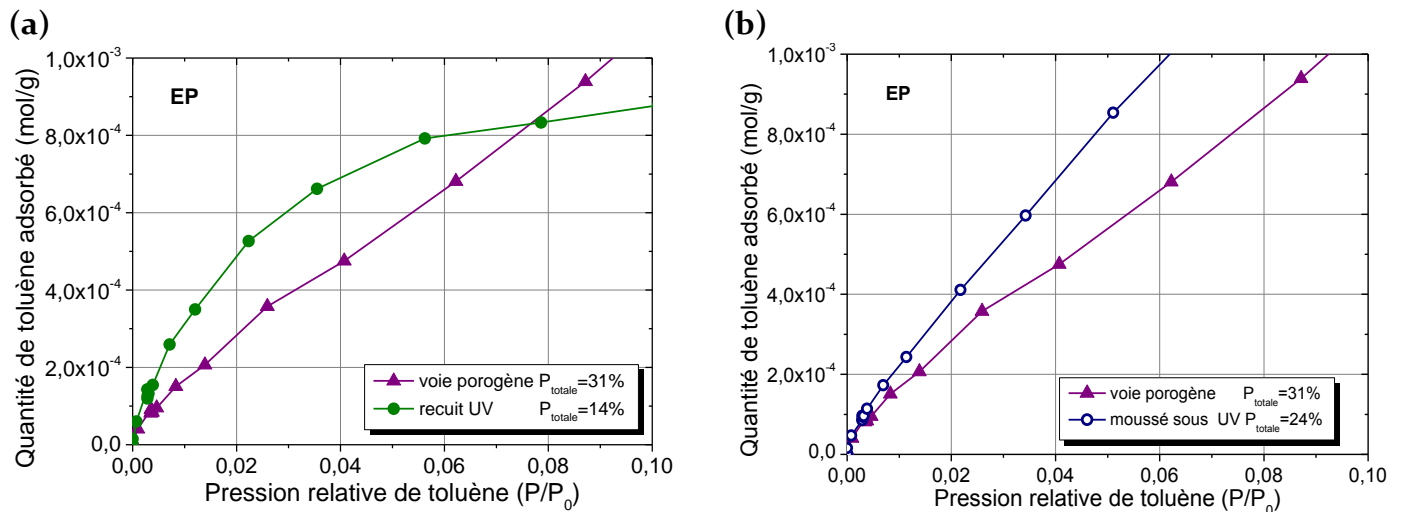 (a)
1,0x10-3
8,0x10-4
6,0x10-4
4,0x10-4
2,0x10-4
0,0
Quantité de toluène adsorbé (mol/g)
EP
voie porogène Ptotale=31%
recuit UV Ptotale=14%
0,00 0,02 0,04 0,06 0,08 0,10
Pression relative de toluène (P/P0)
(b)
1,0x10-3
8,0x10-4
6,0x10-4
4,0x10-4
2,0x10-4
0,0
Quantité de toluène adsorbé (mol/g)
EP
voie porogène Ptotale=31%
moussé sous UV Ptotale=24%
0,00 0,02 0,04 0,06 0,08 0,10
Pression relative de toluène (P/P0)